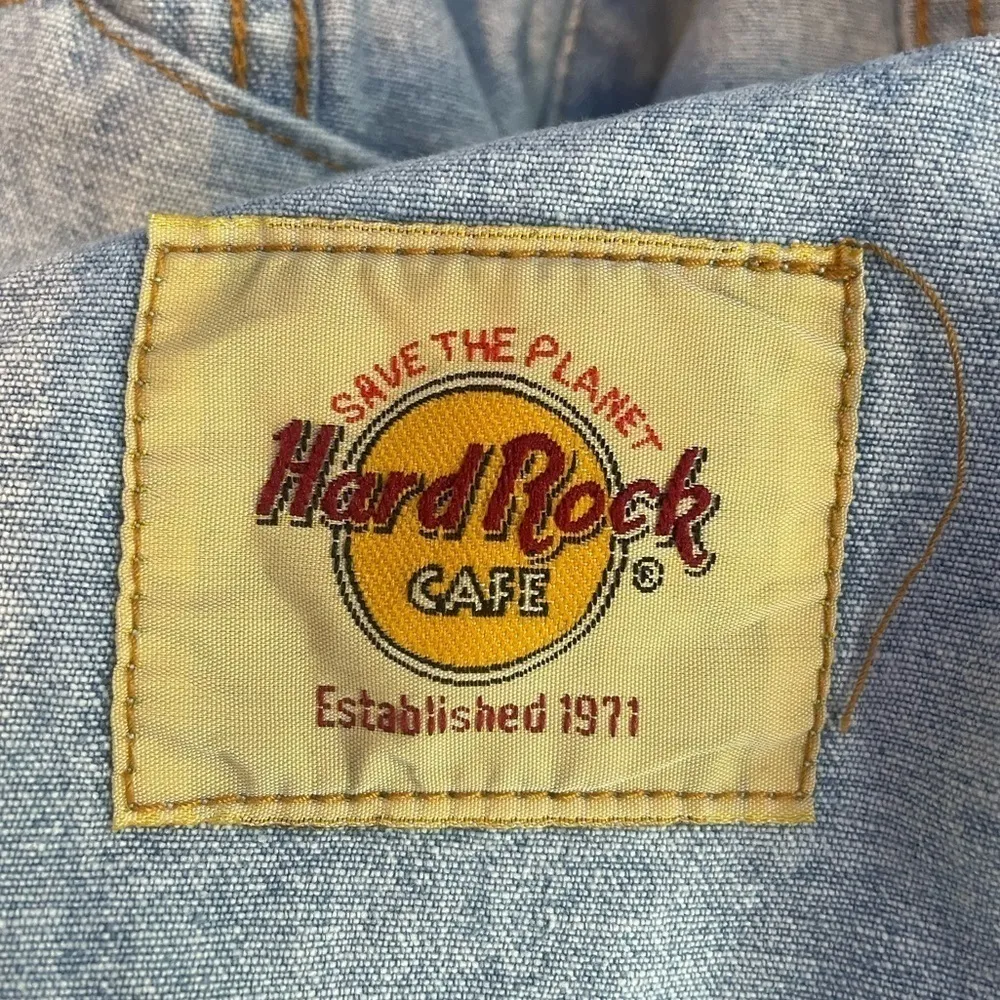 SAVE THE PLANET
Hard Rock
CAFE ®
Established 1971